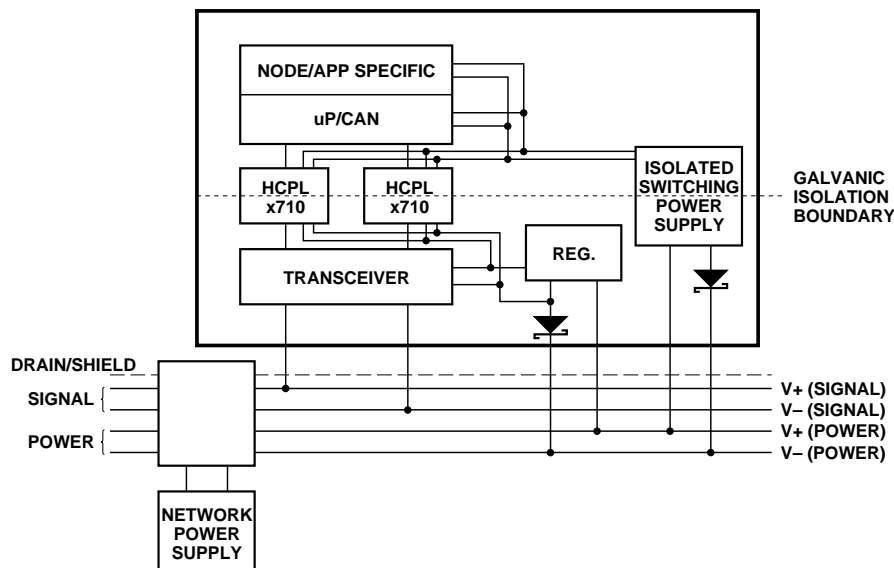 NODE/APP SPECIFIC
uP/CAN
HCPL
x710
HCPL
x710
ISOLATED
SWITCHING
POWER
SUPPLY
GALVANIC
ISOLATION
BOUNDARY
REG.
TRANSCEIVER
DRAIN/SHIELD
SIGNAL
POWER
V+ (SIGNAL)
V– (SIGNAL)
V+ (POWER)
V– (POWER)
NETWORK
POWER
SUPPLY